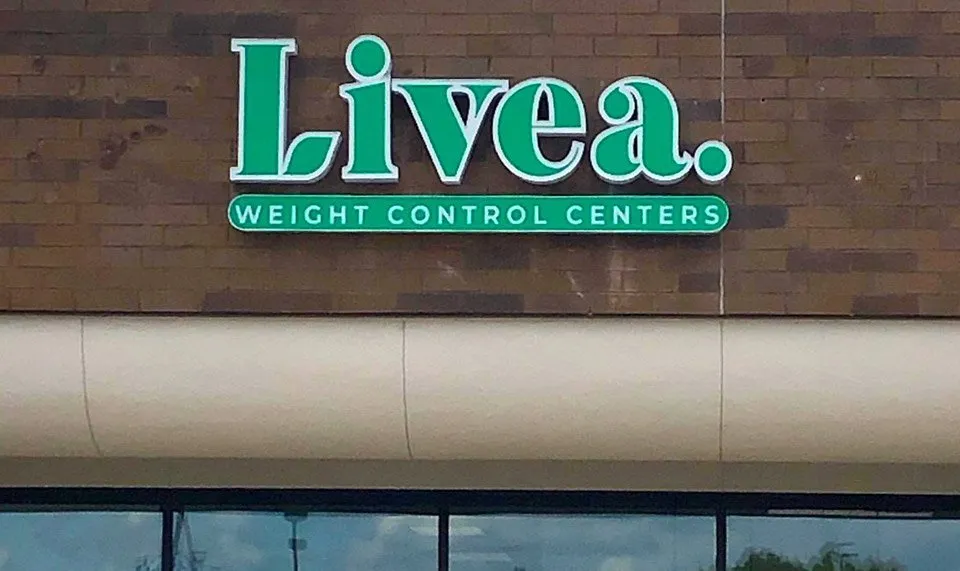 Livea.
WEIGHT CONTROL CENTERS